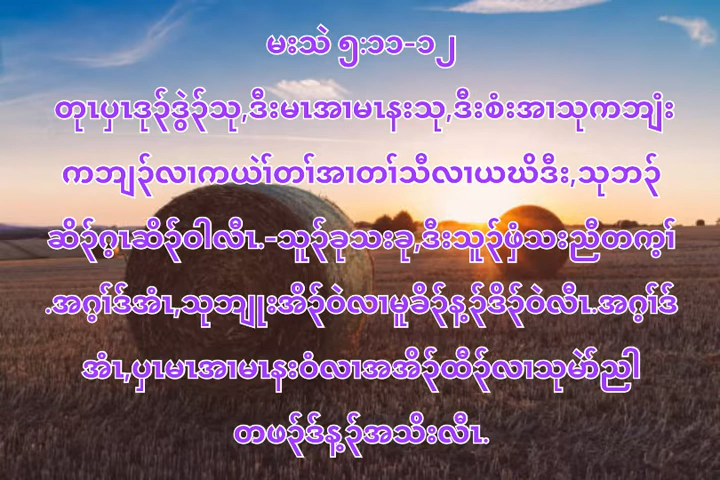 မးသဲ ၅:၁၁-၁၂
တုၤပှၤဒုၣ်ဒွဲၣ်သု,ဒီးမၤအၢမၤနးသု,ဒီးစံးအၢသုကဘျံး
ကဘျၣ်လၢကယဲၢ်တၢ်အၢတၢ်သီလၢယဃိဒီး,သုဘၣ်
ဆိၣ်ဂ့ၤဆိၣ်ဝါလီၤ.-သူၣ်ခုသးခု,ဒီးသူၣ်ဖှံသးညီတက့ၢ်
.အဂ့ၢ်ဒ်အံၤ,သုဘျုးအိၣ်ဝဲလၢမူခိၣ်န့ၣ်ဒိၣ်ဝဲလီၤ.အဂ့ၢ်ဒ်
အံၤ,ပှၤမၤအၢမၤနးဝံလၢအအိၣ်ထီၣ်လၢသုမဲာ်ညါ
တဖၣ်ဒ်န့ၣ်အသိးလီၤ.